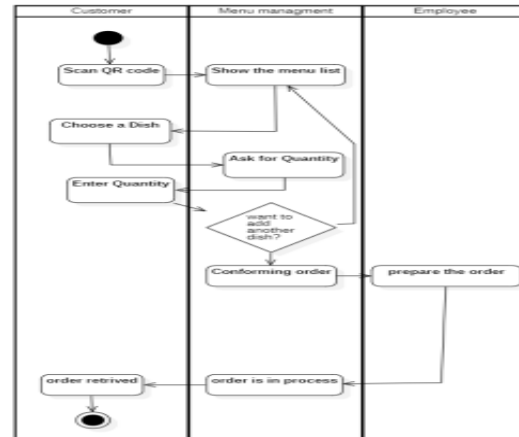 Customer
Menu managment
Employee
Scan QR code
Show the menu list
Choose a Dish
Ask for Quantity
Enter Quantity
want to
add
another
dish?
Conforming order
prepare the order
order retrived
order is in process